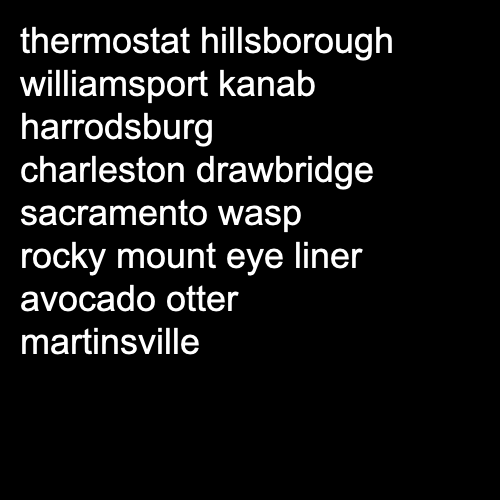 thermostat hillsborough
williamsport kanab
harrodsburg
charleston drawbridge
sacramento wasp
rocky mount eye liner
avocado otter
martinsville